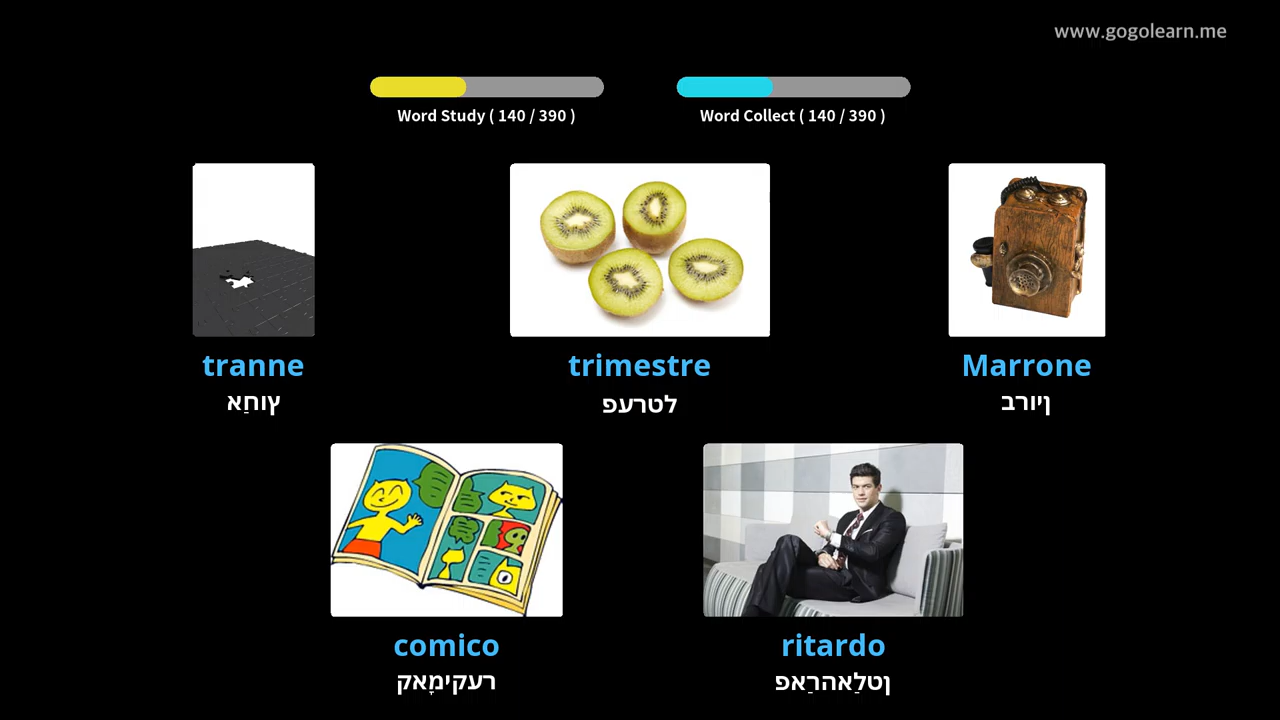 www.gogolearn.me
Word Study ( 140 / 390 )
Word Collect ( 140 / 390 )
tranne
אַחוץ
trimestre
פערטל
Marrone
ברוין
comico
קאָמיקער
ritardo
פאַרהאַלטן